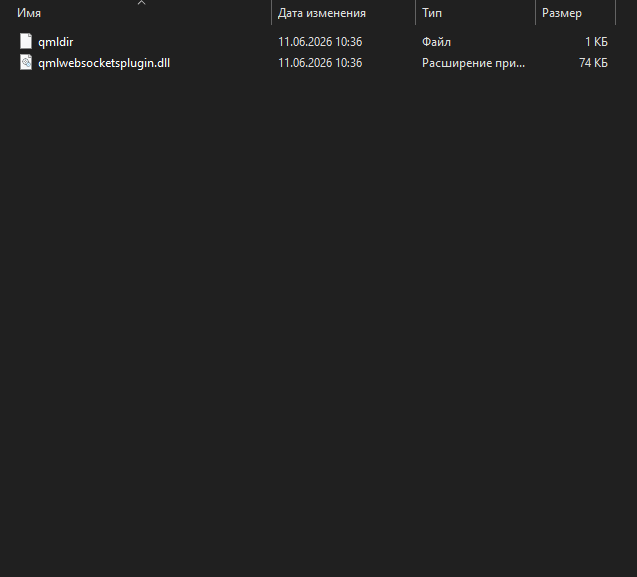 Имя Дата изменения Тип Размер
qmldir 11.06.2026 10:36 Файл 1 КБ
qmlwebsocketsplugin.dll 11.06.2026 10:36 Расширение при... 74 КБ